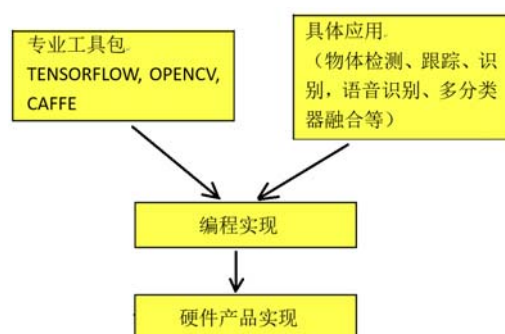 专业工具包
TENSORFLOW, OPENCV,
CAFFE
具体应用
（物体检测、跟踪、识
别，语音识别、多分类
器融合等）
编程实现
硬件产品实现